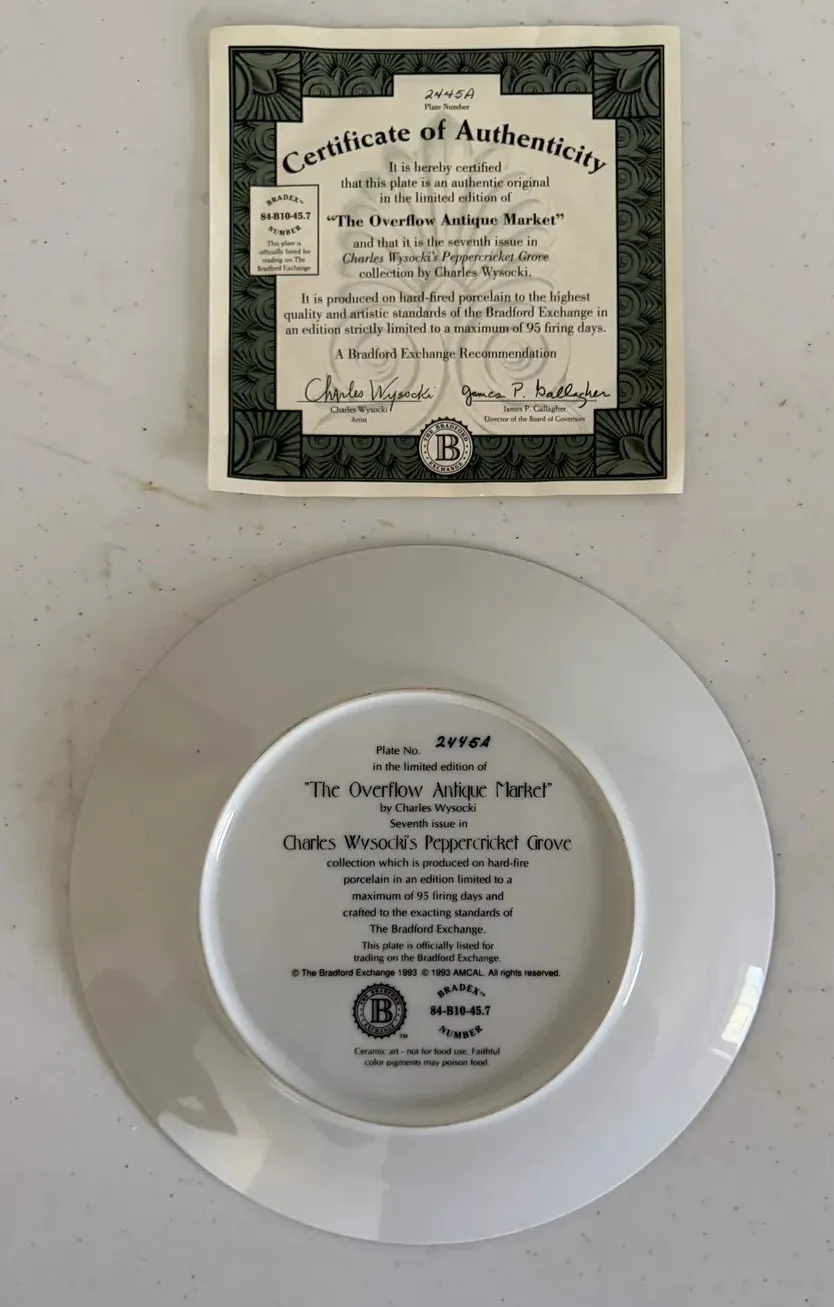 2445A
Plate Number
Certificate of Authenticity
It is hereby certified
that this plate is an authentic original
in the limited edition of
“The Overflow Antique Market”
and that it is the seventh issue in
Charles Wysocki's Peppercricket Grove
collection by Charles Wysocki.
It is produced on hard-fired porcelain to the highest
quality and artistic standards of the Bradford Exchange in
an edition strictly limited to a maximum of 95 firing days.
A Bradford Exchange Recommendation
BRADEX™
84-B10-45.7
NUMBER
This plate is
officially listed for
trading on The
Bradford Exchange
Charles Wysocki
James P. Gallagher
Charles Wysocki
Artist
James P. Gallagher
Director of the Board of Governors
THE BRADFORD
B
EXCHANGE
Plate No. 2445A
in the limited edition of
"The Overflow Antique Market"
by Charles Wysocki
Seventh issue in
Charles Wysocki's Peppercricket Grove
collection which is produced on hard-fire
porcelain in an edition limited to a
maximum of 95 firing days and
crafted to the exacting standards of
The Bradford Exchange.
This plate is officially listed for
trading on the Bradford Exchange.
© The Bradford Exchange 1993 © 1993 AMCAL. All rights reserved.
THE BRADFORD
B
EXCHANGE
™
BRADEX™
84-B10-45.7
NUMBER
Ceramic art - not for food use. Faithful
color pigments may poison food.